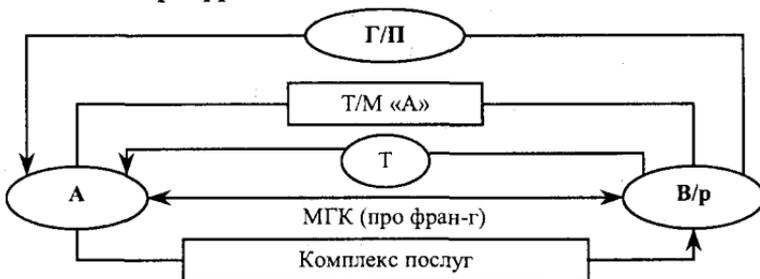 Г/П
Т/М «А»
Т
А
В/р
МГК (про фран-г)
Комплекс послуг